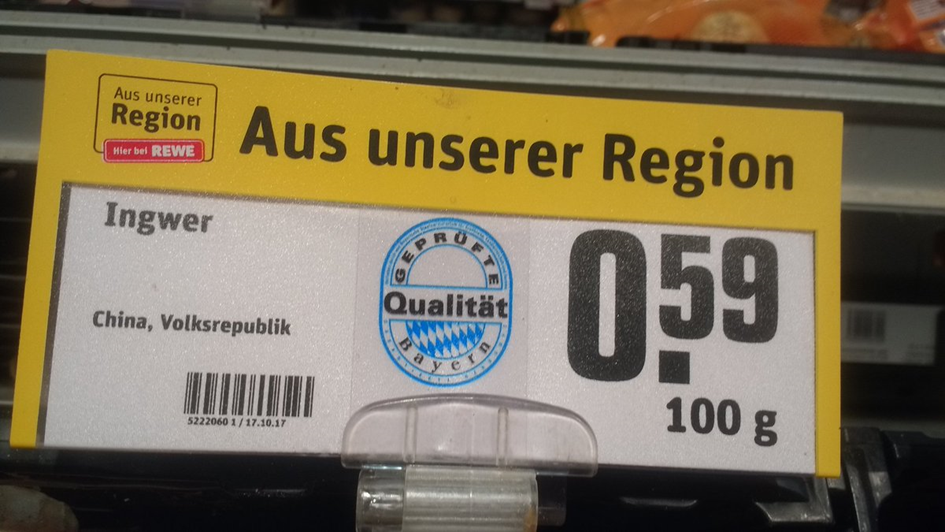 Aus unserer
Region
Hier bei REWE
Aus unserer Region
Ingwer
China, Volksrepublik
5222060 1 / 17.10.17
GEPRÜFTE
Qualität
Bayern
0.59
100 g